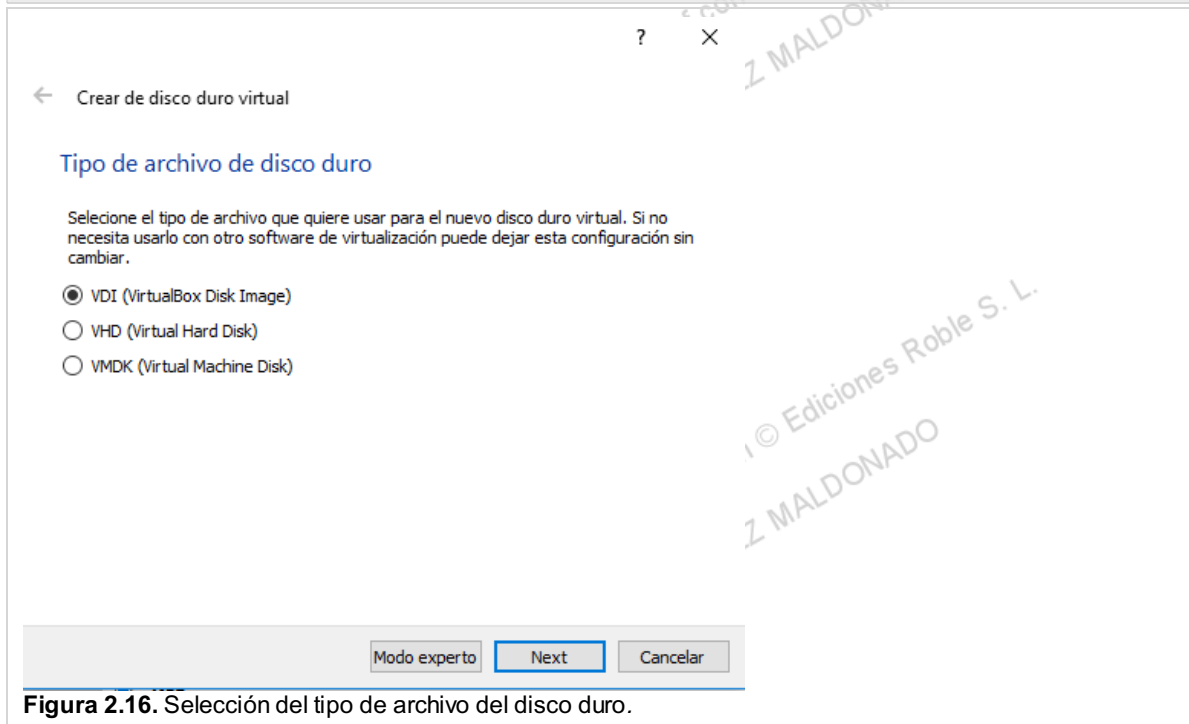 Z MALDONADO
? ×
← Crear de disco duro virtual
Tipo de archivo de disco duro
Selecione el tipo de archivo que quiere usar para el nuevo disco duro virtual. Si no
necesita usarlo con otro software de virtualización puede dejar esta configuración sin
cambiar.
VDI (VirtualBox Disk Image)
VHD (Virtual Hard Disk)
VMDK (Virtual Machine Disk)
© Ediciones Roble S. L.
Z MALDONADO
Modo experto Next Cancelar
Figura 2.16. Selección del tipo de archivo del disco duro.